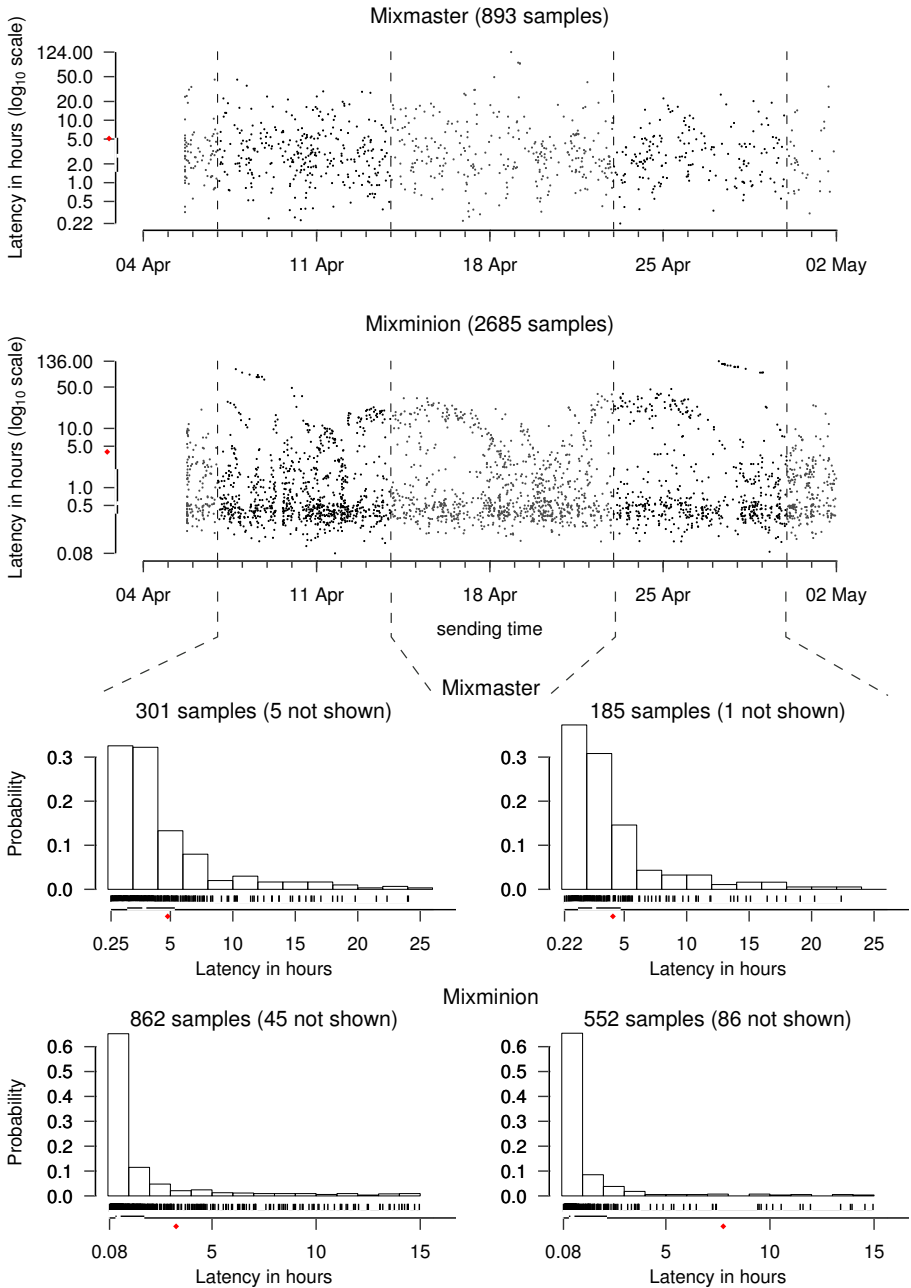 Mixmaster (893 samples)
Latency in hours (log10 scale)
124.00
50.0
20.0
10.0
5.0
2.0
1.0
0.5
0.22
04 Apr 11 Apr 18 Apr 25 Apr 02 May
Mixminion (2685 samples)
Latency in hours (log10 scale)
136.00
50.0
10.0
5.0
1.0
0.5
0.08
04 Apr 11 Apr 18 Apr 25 Apr 02 May
sending time
Mixmaster
301 samples (5 not shown)
Probability
0.3
0.2
0.1
0.0
0.25 5 10 15 20 25
Latency in hours
185 samples (1 not shown)
0.3
0.2
0.1
0.0
0.22 5 10 15 20 25
Latency in hours
Mixminion
862 samples (45 not shown)
Probability
0.6
0.5
0.4
0.3
0.2
0.1
0.0
0.08 5 10 15
Latency in hours
552 samples (86 not shown)
0.6
0.5
0.4
0.3
0.2
0.1
0.0
0.08 5 10 15
Latency in hours